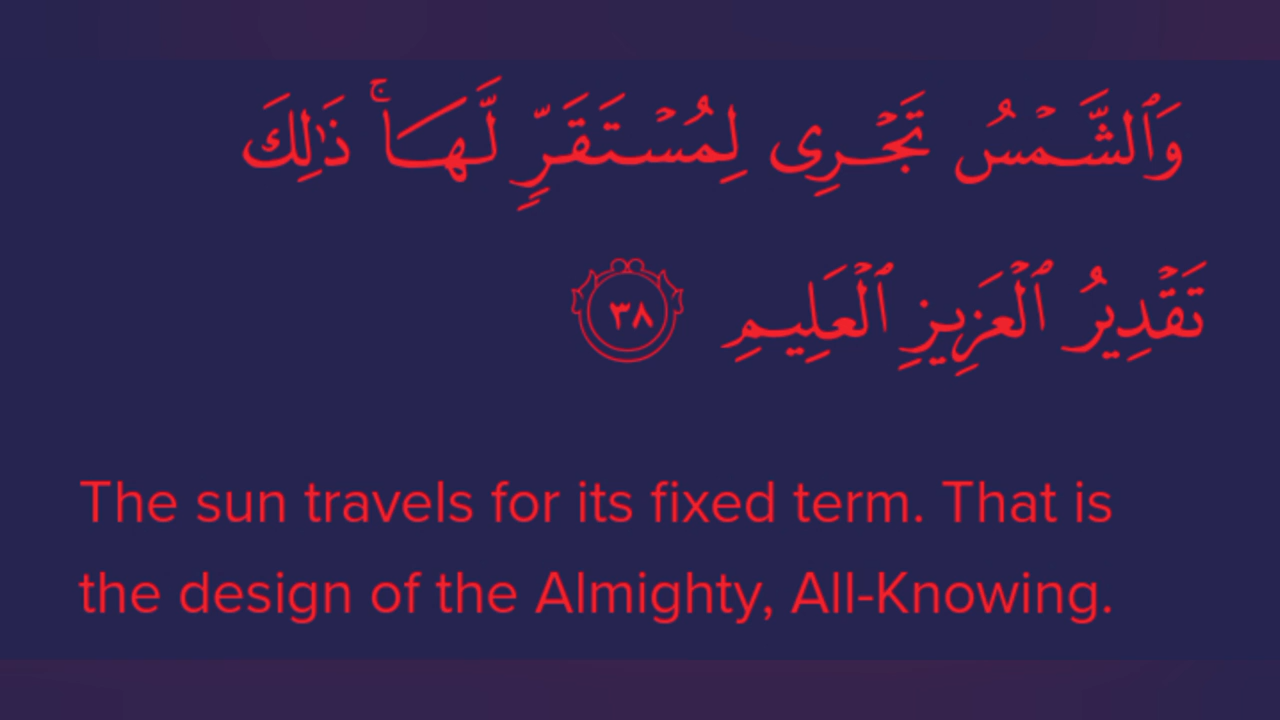 وَٱلشَّمۡسُ تَجۡرِى لِمُسۡتَقَرٍّ لَّهَاۚ ذَٰلِكَ
تَقۡدِيرُ ٱلۡعَزِيزِ ٱلۡعَلِيمِ ٣٨
The sun travels for its fixed term. That is
the design of the Almighty, All-Knowing.